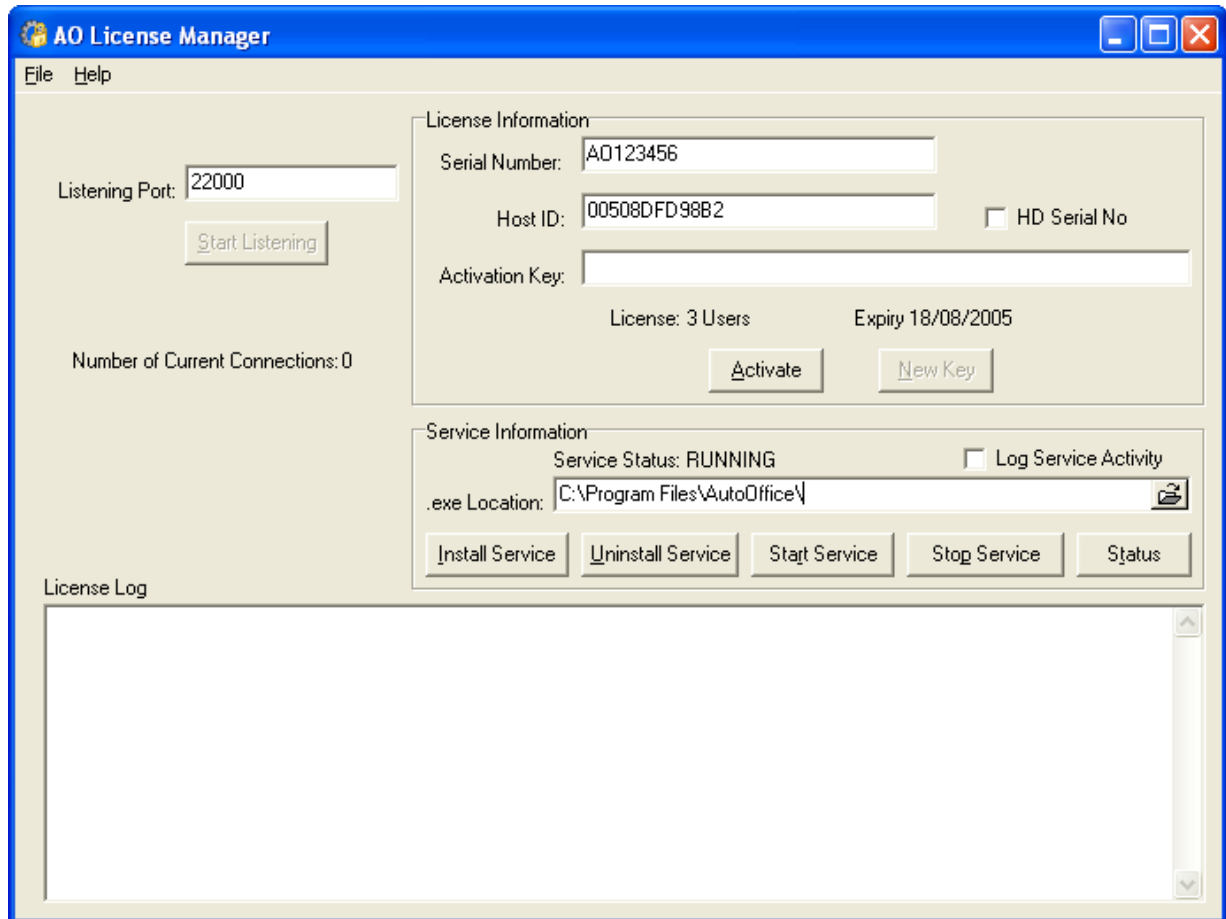 AO License Manager
File Help
License Information
Serial Number: AO123456
Listening Port: 22000
Host ID: 00508DFD98B2 HD Serial No
Start Listening
Activation Key:
License: 3 Users Expiry 18/08/2005
Number of Current Connections: 0
Activate New Key
Service Information
Service Status: RUNNING Log Service Activity
.exe Location: C:\Program Files\AutoOffice\
Install Service Uninstall Service Start Service Stop Service Status
License Log